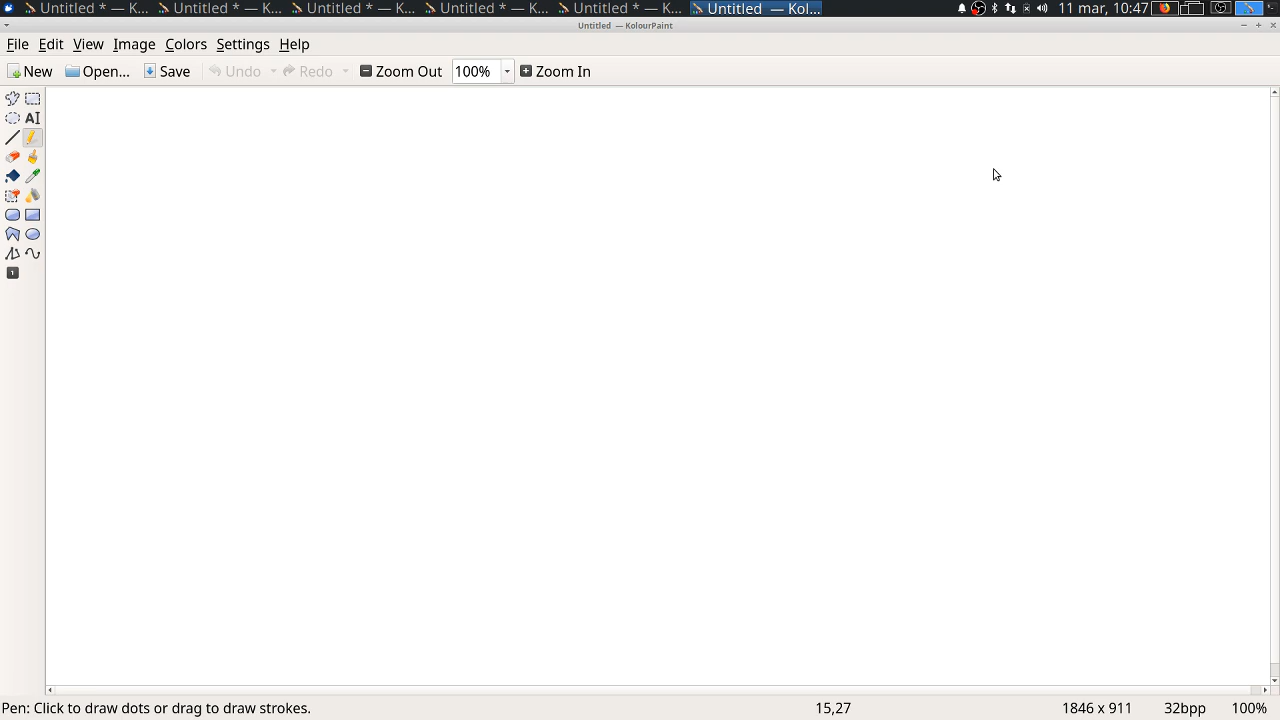 Untitled * — K...
Untitled * — K...
Untitled * — K...
Untitled * — K...
Untitled * — K...
Untitled — Kol...
11 mar, 10:47
Untitled — KolourPaint
File Edit View Image Colors Settings Help
New Open... Save Undo Redo Zoom Out 100% Zoom In
AI
1
Pen: Click to draw dots or drag to draw strokes. 15,27 1846 x 911 32bpp 100%